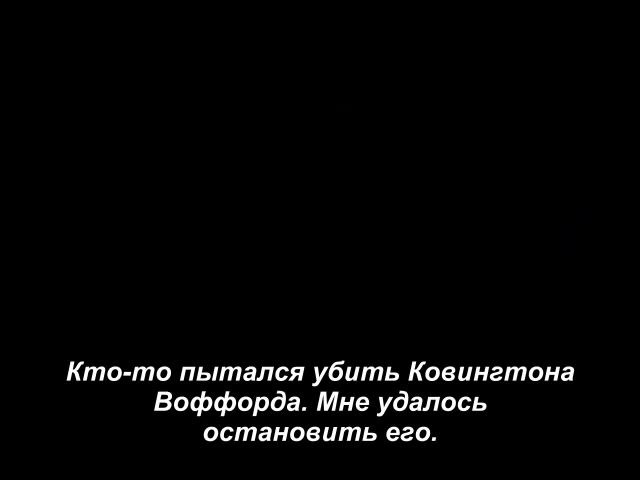 Кто-то пытался убить Ковингтона
Воффорда. Мне удалось
остановить его.